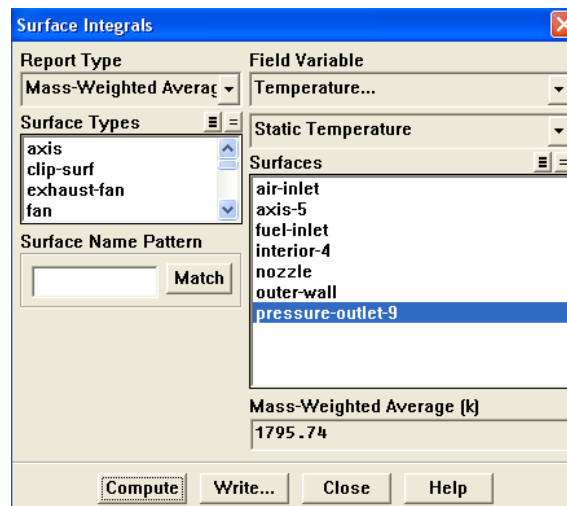 Surface Integrals
Report Type
Mass-Weighted Averag
Surface Types
axis
clip-surf
exhaust-fan
fan
Surface Name Pattern
Match
Field Variable
Temperature...
Static Temperature
Surfaces
air-inlet
axis-5
fuel-inlet
interior-4
nozzle
outer-wall
pressure-outlet-9
Mass-Weighted Average (k)
1795.74
Compute Write... Close Help